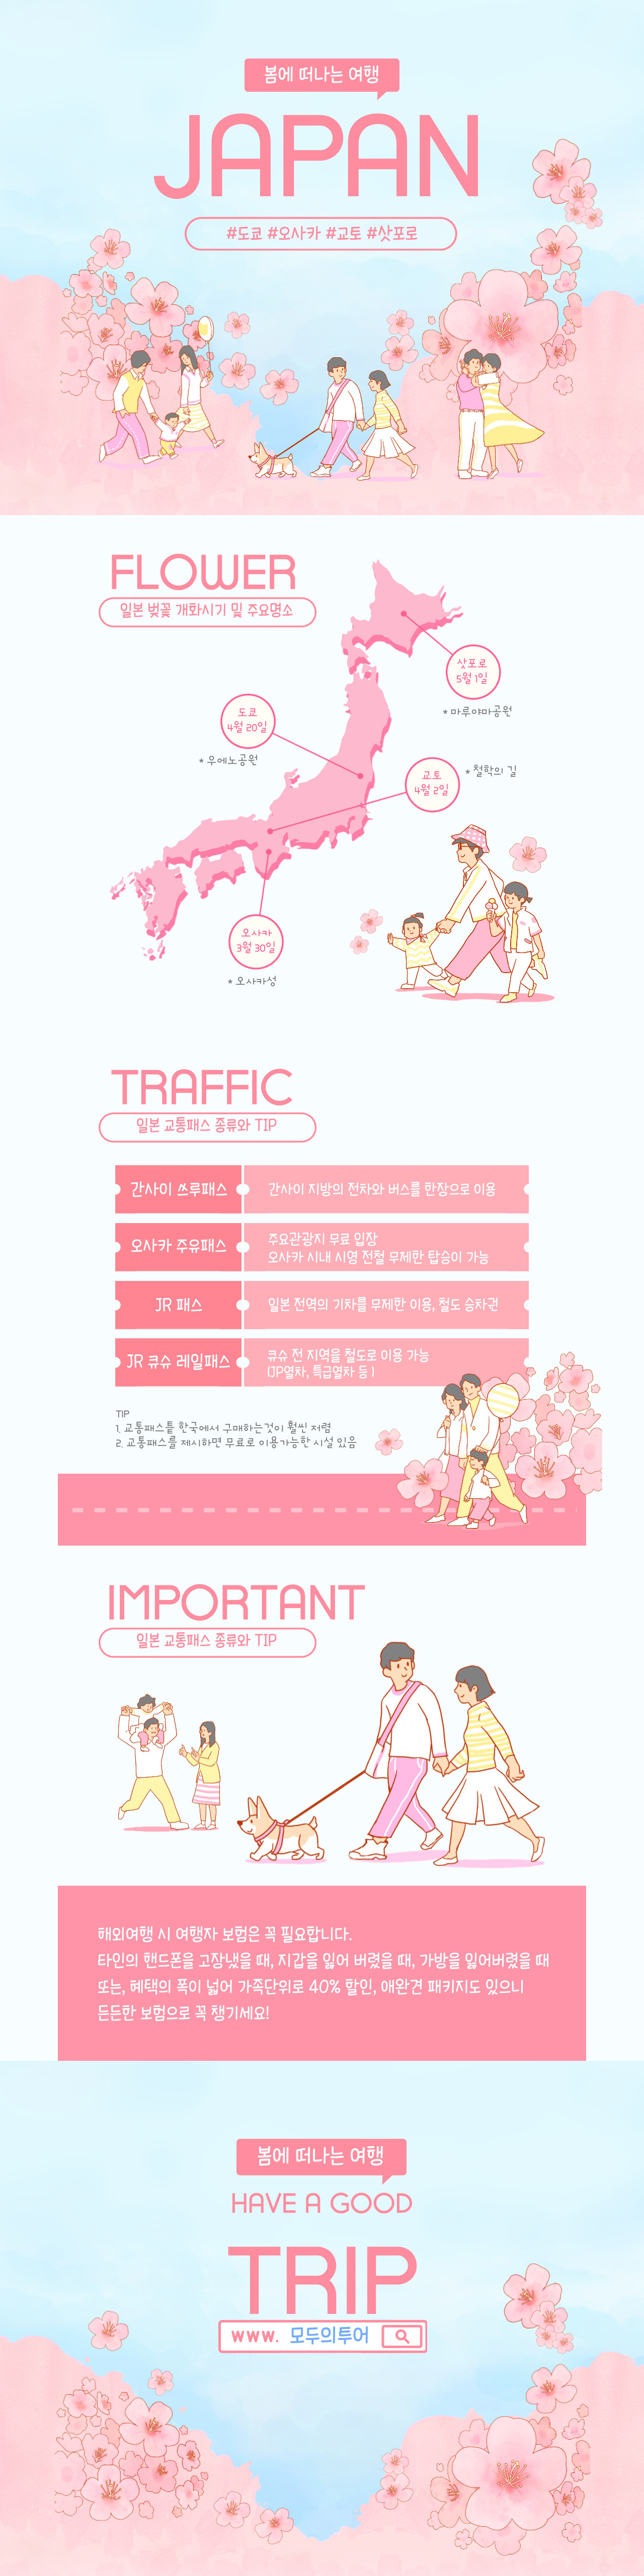 봄에 떠나는 여행
JAPAN
#도쿄 #오사카 #교토 #삿포로
FLOWER
일본 벚꽃 개화시기 및 주요명소
삿포로
5월 1일
* 마루야마공원
도쿄
4월 20일
* 우에노공원
교토
4월 2일
* 철학의 길
오사카
3월 30일
* 오사카성
TRAFFIC
일본 교통패스 종류와 TIP
간사이 쓰루패스
간사이 지방의 전차와 버스를 한장으로 이용
오사카 주유패스
주요관광지 무료 입장
오사카 시내 시영 전철 무제한 탑승이 가능
JR 패스
일본 전역의 기차를 무제한 이용, 철도 승차권
JR 큐슈 레일패스
큐슈 전 지역을 철도로 이용 가능
(JP열차, 특급열차 등 )
TIP
1. 교통패스틑 한국에서 구매하는것이 훨씬 저렴
2. 교통패스를 제시하면 무료로 이용가능한 시설 있음
IMPORTANT
일본 교통패스 종류와 TIP
해외여행 시 여행자 보험은 꼭 필요합니다.
타인의 핸드폰을 고장냈을 때, 지갑을 잃어 버렸을 때, 가방을 잃어버렸을 때
또는, 혜택의 폭이 넓어 가족단위로 40% 할인, 애완견 패키지도 있으니
든든한 보험으로 꼭 챙기세요!
봄에 떠나는 여행
HAVE A GOOD
TRIP
www. 모두의투어